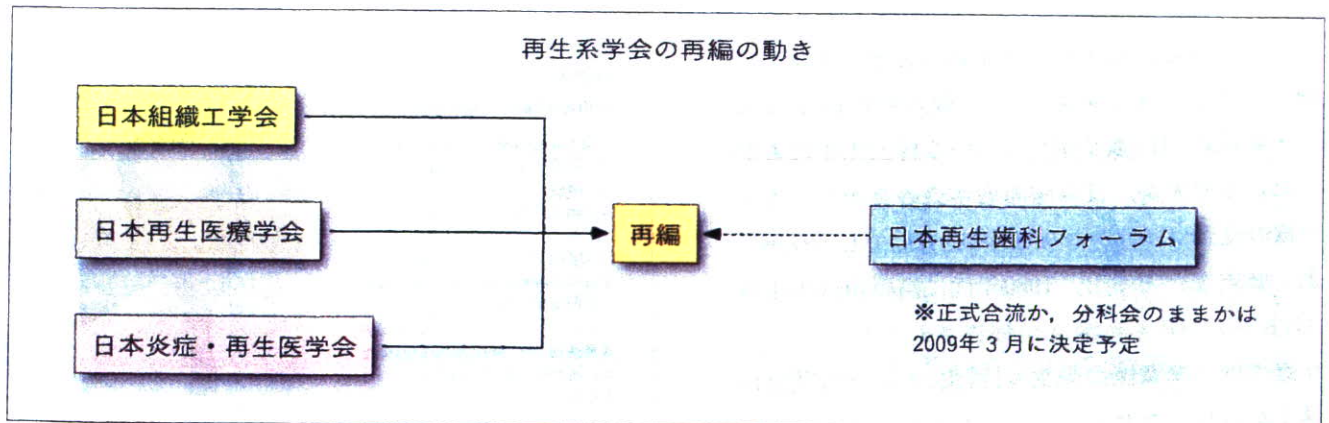 再生系学会の再編の動き
日本組織工学会
日本再生医療学会
再編
日本再生歯科フォーラム
日本炎症・再生医学会
※正式合流か，分科会のままかは
2009年３月に決定予定